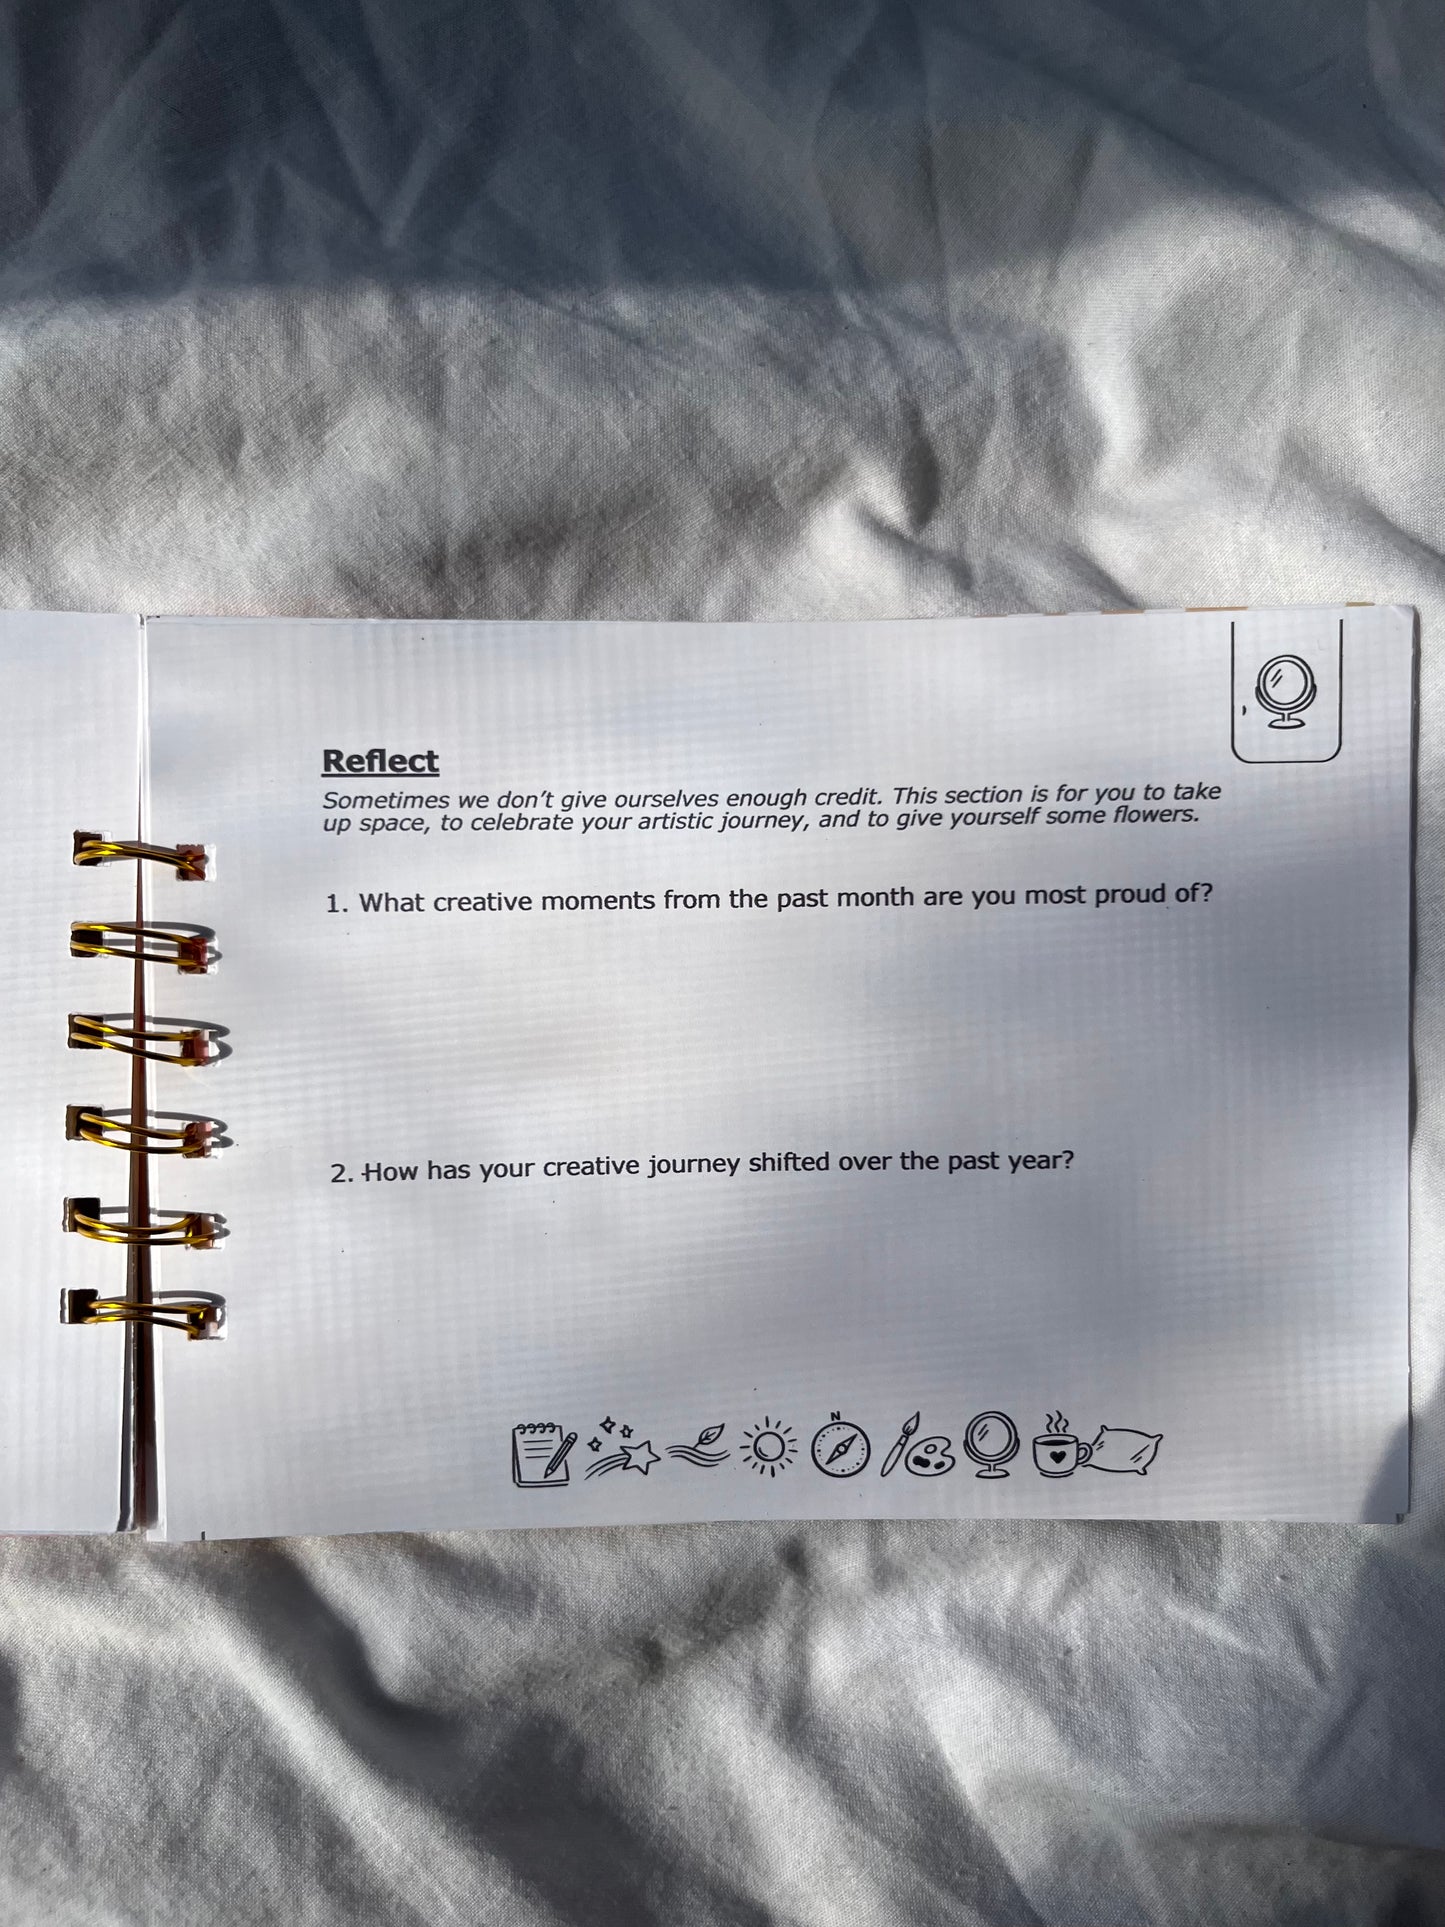 Reflect
Sometimes we don't give ourselves enough credit. This section is for you to take
up space, to celebrate your artistic journey, and to give yourself some flowers.
1. What creative moments from the past month are you most proud of?
2. How has your creative journey shifted over the past year?
N